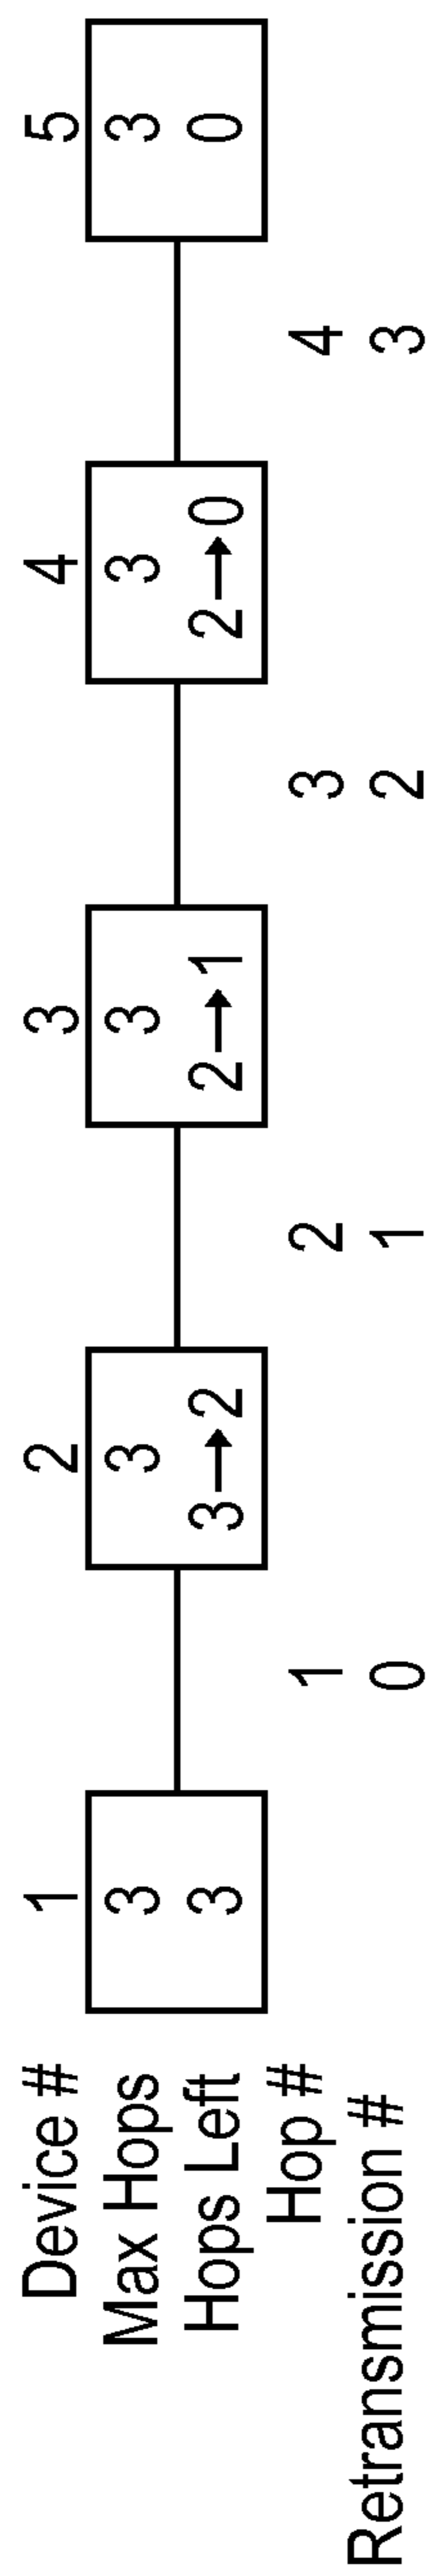 Device # 1 2 3 4 5
Max Hops 3 3 3 3 3
Hops Left 3 3→2 2→1 2→0 0
Hop # 1 2 3 4
Retransmission # 0 1 2 3